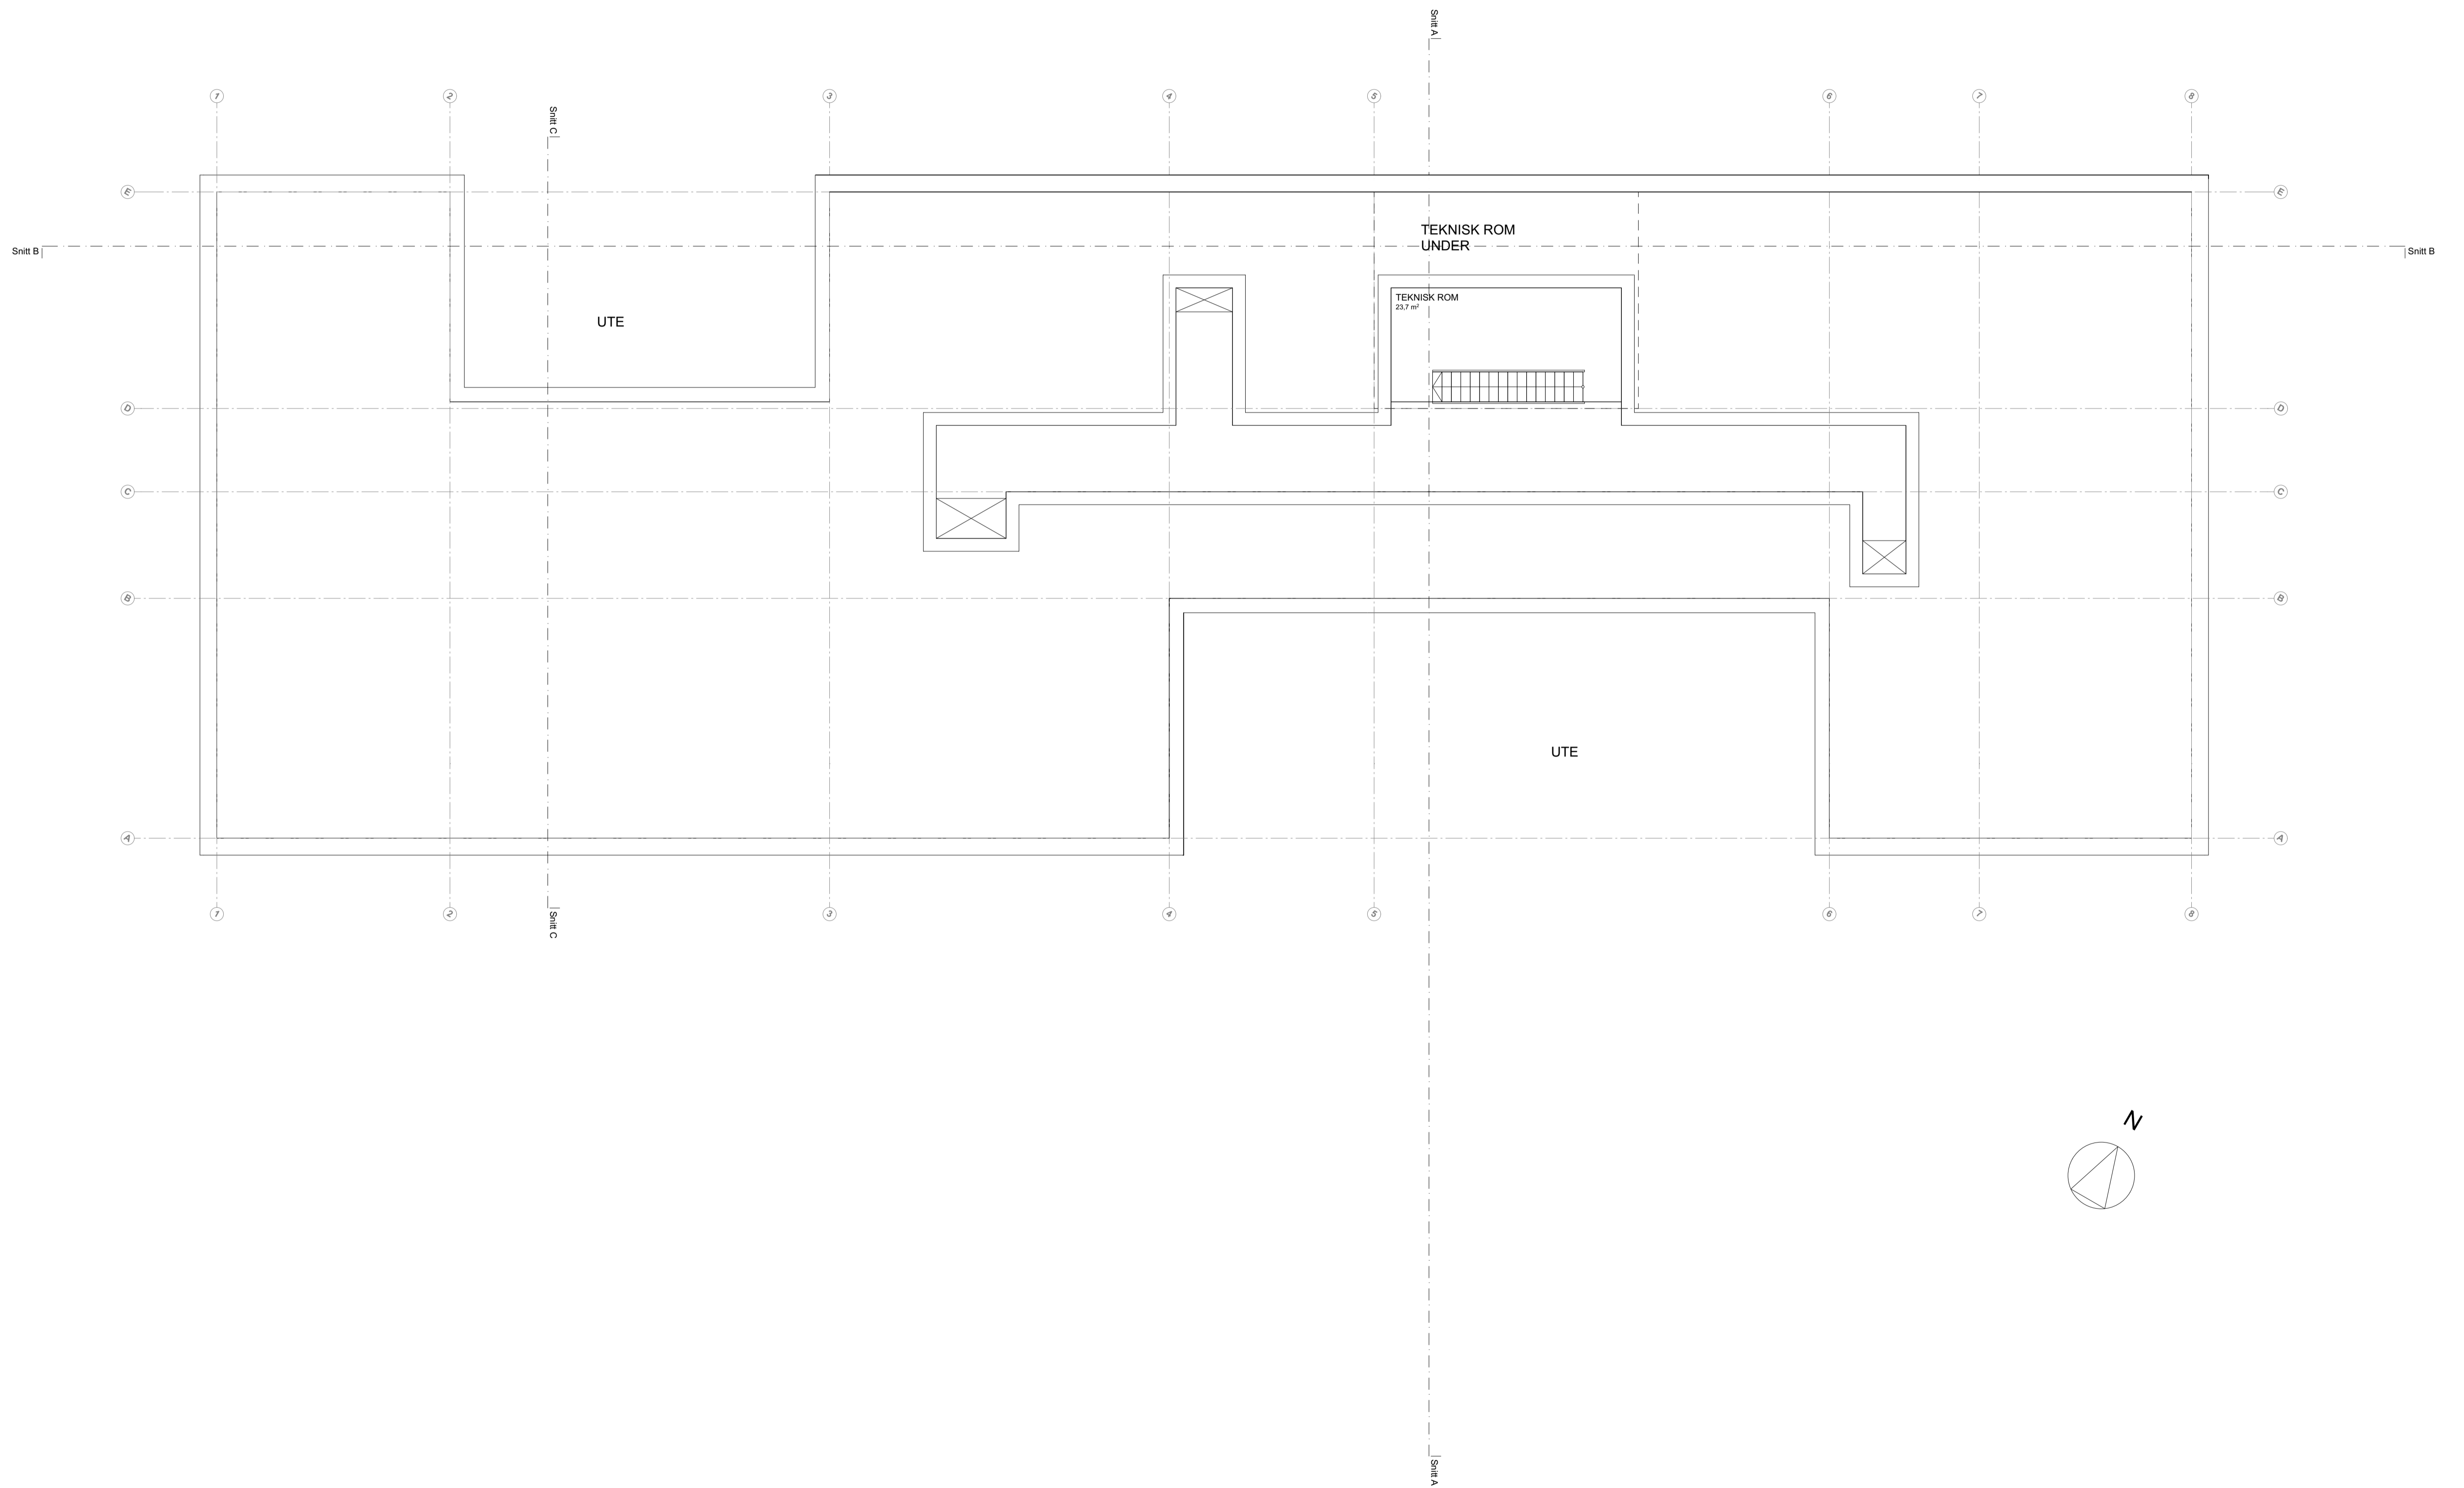 Snitt A
1 2 3 4 5 6 7 8
Snitt C
E E
Snitt B Snitt B
TEKNISK ROM
UNDER
TEKNISK ROM
23,7 m²
UTE
D D
C C
B B
UTE
A A
1 2 3 4 5 6 7 8
Snitt C
N
Snitt A